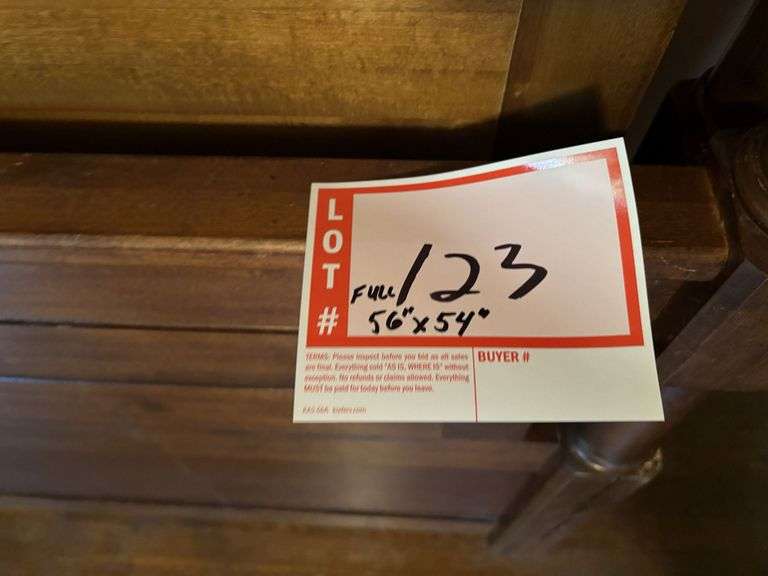 LOT #
123
FULL
56" x 54"
TERMS: Please inspect before you bid as all sales
are final. Everything sold "AS IS, WHERE IS" without
exception. No refunds or claims allowed. Everything
MUST be paid for today before you leave.
BUYER #